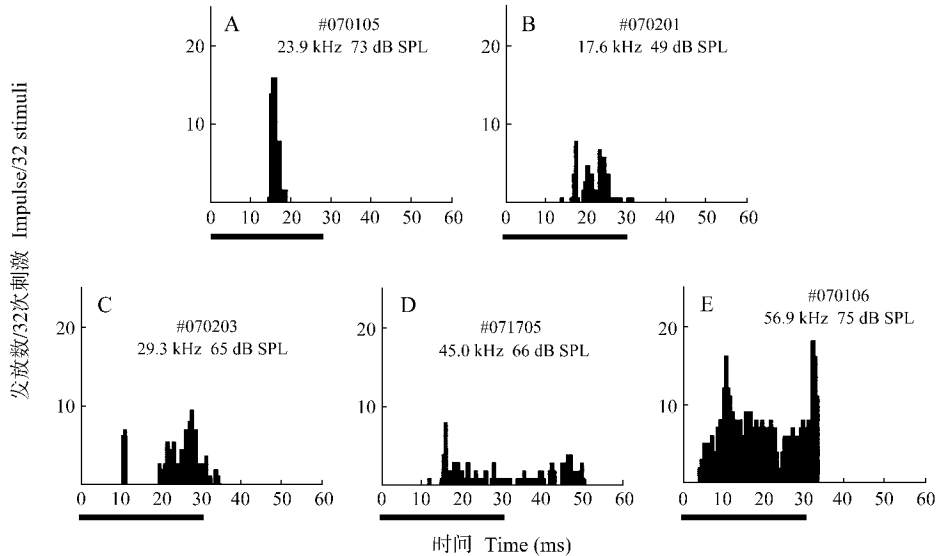 A
#070105
23.9 kHz 73 dB SPL
20
10
0 10 20 30 40 50 60
B
#070201
17.6 kHz 49 dB SPL
20
10
0 10 20 30 40 50 60
发放数/32次刺激 Impulse/32 stimuli
C
#070203
29.3 kHz 65 dB SPL
20
10
0 10 20 30 40 50 60
D
#071705
45.0 kHz 66 dB SPL
20
10
0 10 20 30 40 50 60
E
#070106
56.9 kHz 75 dB SPL
20
10
0 10 20 30 40 50 60
时间 Time (ms)